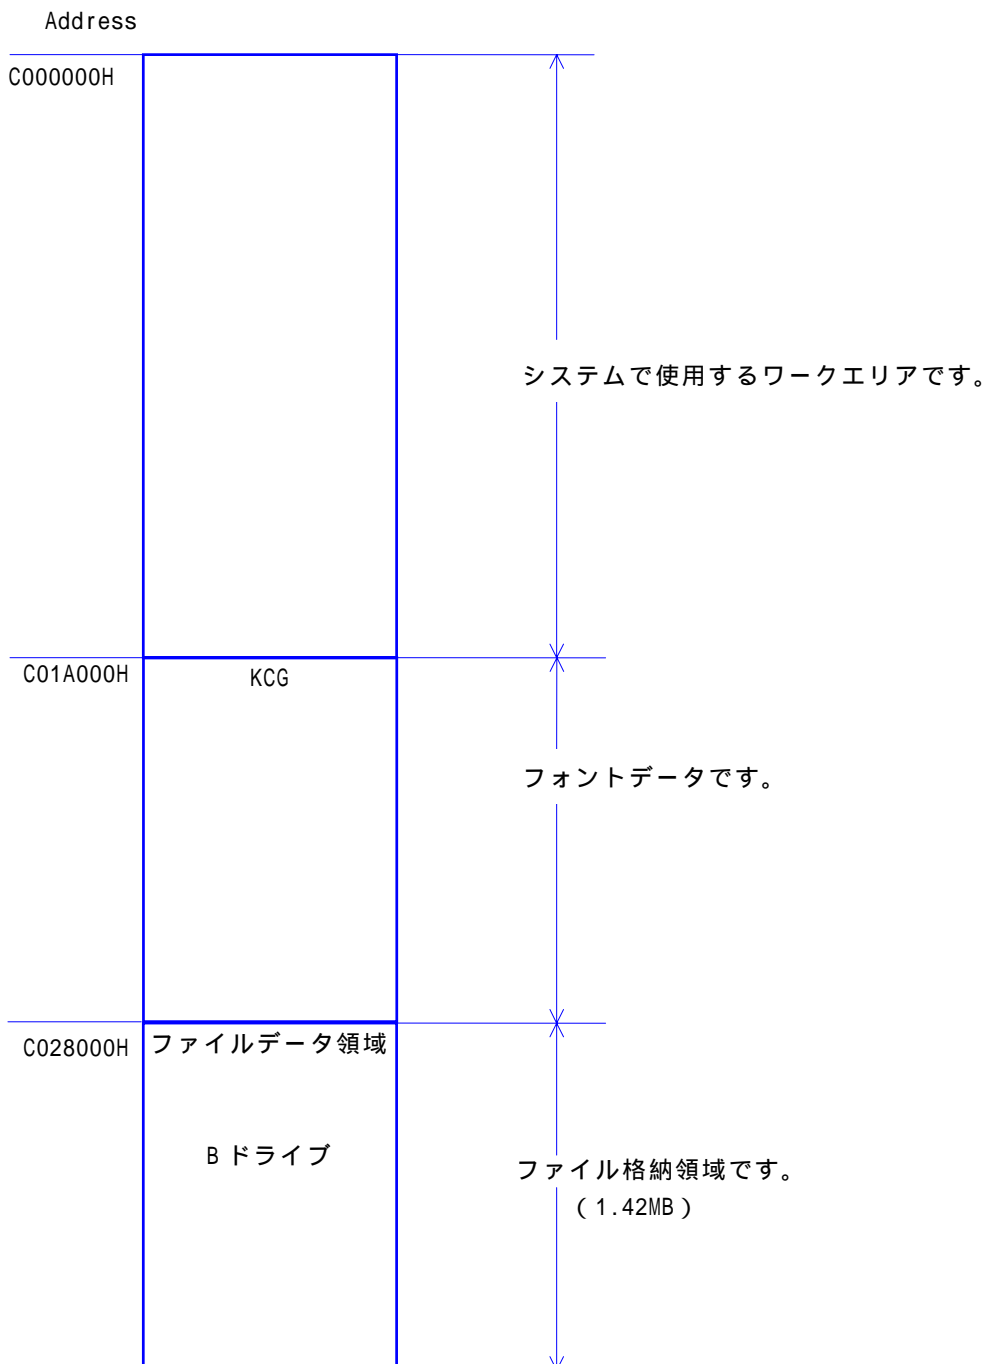 Address
C000000H
システムで使用するワークエリアです。
C01A000H
KCG
フォントデータです。
C028000H
ファイルデータ領域
Bドライブ
ファイル格納領域です。
(1.42MB)